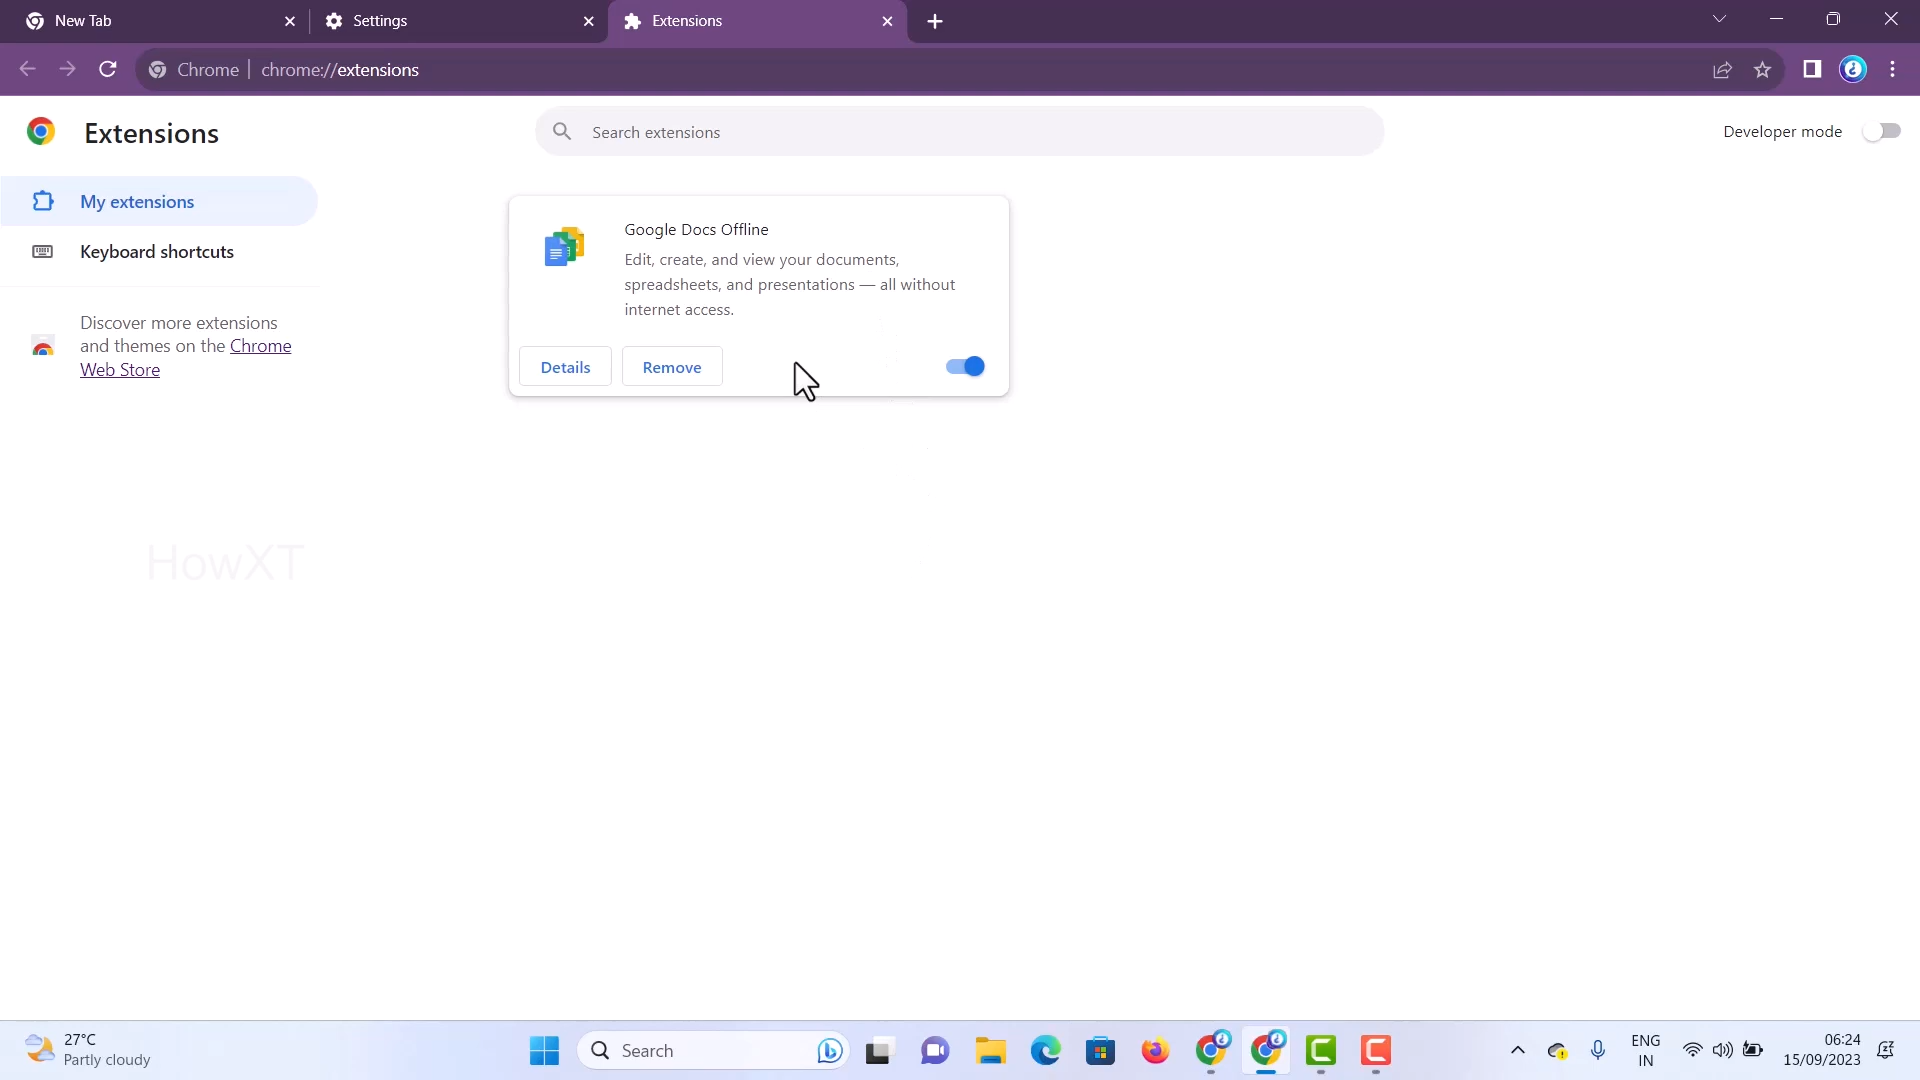 New Tab
Settings
Extensions
Chrome
chrome://extensions
Extensions
Search extensions
Developer mode
My extensions
Keyboard shortcuts
Discover more extensions
and themes on the Chrome
Web Store
Google Docs Offline
Edit, create, and view your documents,
spreadsheets, and presentations — all without
internet access.
Details
Remove
HowXT
27°C
Partly cloudy
Search
ENG
IN
06:24
15/09/2023